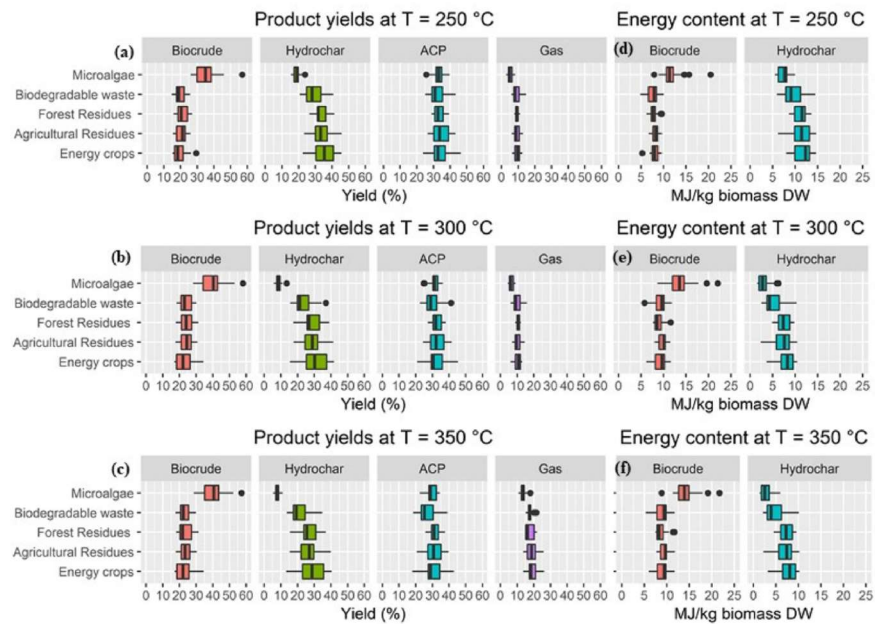 Product yields at T = 250 °C
Energy content at T = 250 °C
(a) Biocrude Hydrochar ACP Gas
(d) Biocrude Hydrochar
Microalgae
Biodegradable waste
Forest Residues
Agricultural Residues
Energy crops
0 10 20 30 40 50 60 0 10 20 30 40 50 60 0 10 20 30 40 50 60 0 10 20 30 40 50 60
0 5 10 15 20 25 0 5 10 15 20 25
Yield (%)
MJ/kg biomass DW
Product yields at T = 300 °C
Energy content at T = 300 °C
(b) Biocrude Hydrochar ACP Gas
(e) Biocrude Hydrochar
Microalgae
Biodegradable waste
Forest Residues
Agricultural Residues
Energy crops
0 10 20 30 40 50 60 0 10 20 30 40 50 60 0 10 20 30 40 50 60 0 10 20 30 40 50 60
0 5 10 15 20 25 0 5 10 15 20 25
Yield (%)
MJ/kg biomass DW
Product yields at T = 350 °C
Energy content at T = 350 °C
(c) Biocrude Hydrochar ACP Gas
(f) Biocrude Hydrochar
Microalgae
Biodegradable waste
Forest Residues
Agricultural Residues
Energy crops
0 10 20 30 40 50 60 0 10 20 30 40 50 60 0 10 20 30 40 50 60 0 10 20 30 40 50 60
0 5 10 15 20 25 0 5 10 15 20 25
Yield (%)
MJ/kg biomass DW